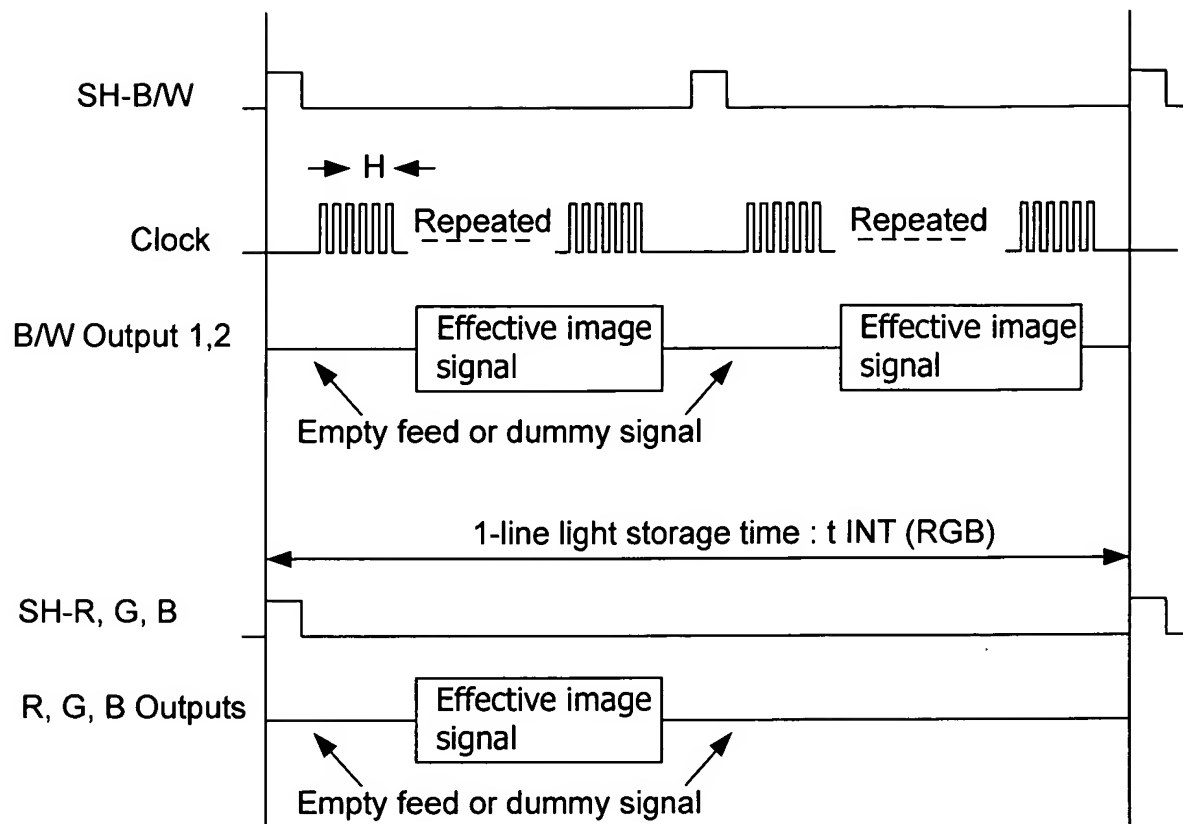 SH-B/W
H
Clock
Repeated
Repeated
B/W Output 1,2
Effective image
signal
Effective image
signal
Empty feed or dummy signal
1-line light storage time : t INT (RGB)
SH-R, G, B
R, G, B Outputs
Effective image
signal
Empty feed or dummy signal